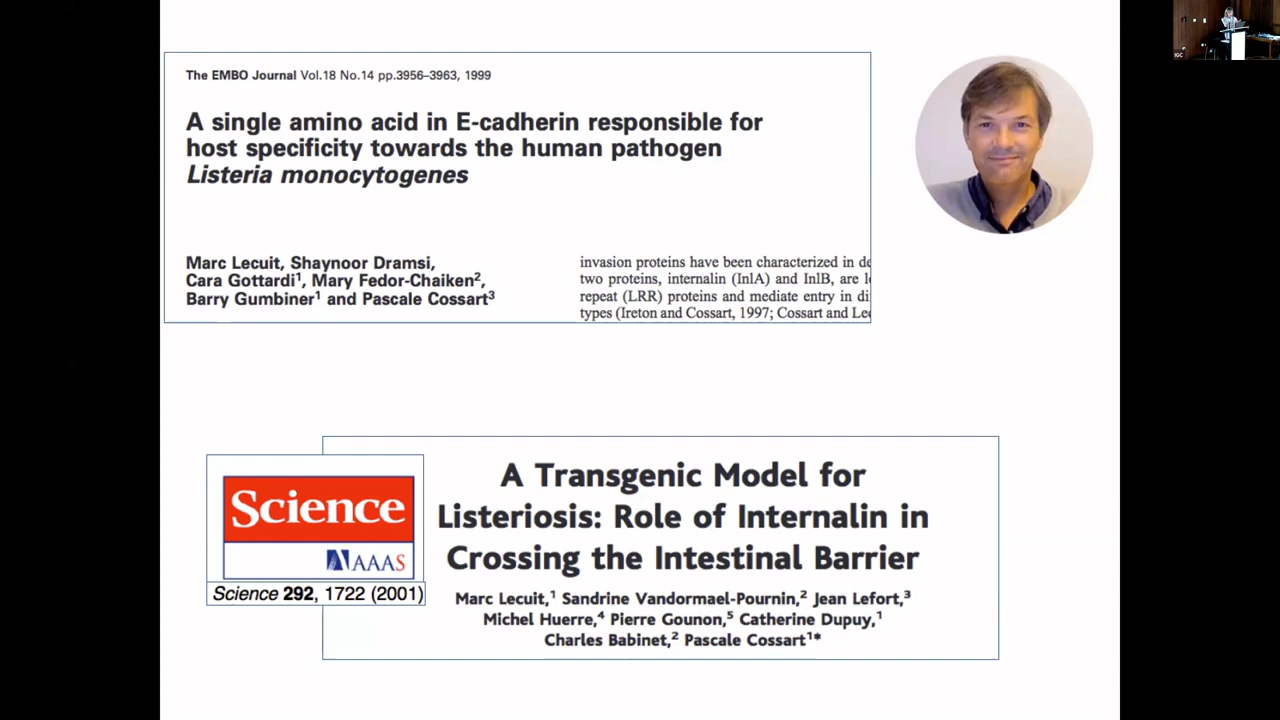 The EMBO Journal Vol.18 No.14 pp.3956–3963, 1999
A single amino acid in E-cadherin responsible for
host specificity towards the human pathogen
Listeria monocytogenes
Marc Lecuit, Shaynoor Dramsi,
Cara Gottardi¹, Mary Fedor-Chaiken²,
Barry Gumbiner¹ and Pascale Cossart³
invasion proteins have been characterized in de
two proteins, internalin (InlA) and InlB, are
repeat (LRR) proteins and mediate entry in di
types (Ireton and Cossart, 1997; Cossart and Lec
Science
AAAS
Science 292, 1722 (2001)
A Transgenic Model for
Listeriosis: Role of Internalin in
Crossing the Intestinal Barrier
Marc Lecuit,¹ Sandrine Vandormael-Pournin,² Jean Lefort,³
Michel Huerre,⁴ Pierre Gounon,⁵ Catherine Dupuy,¹
Charles Babinet,² Pascale Cossart¹*
IGC